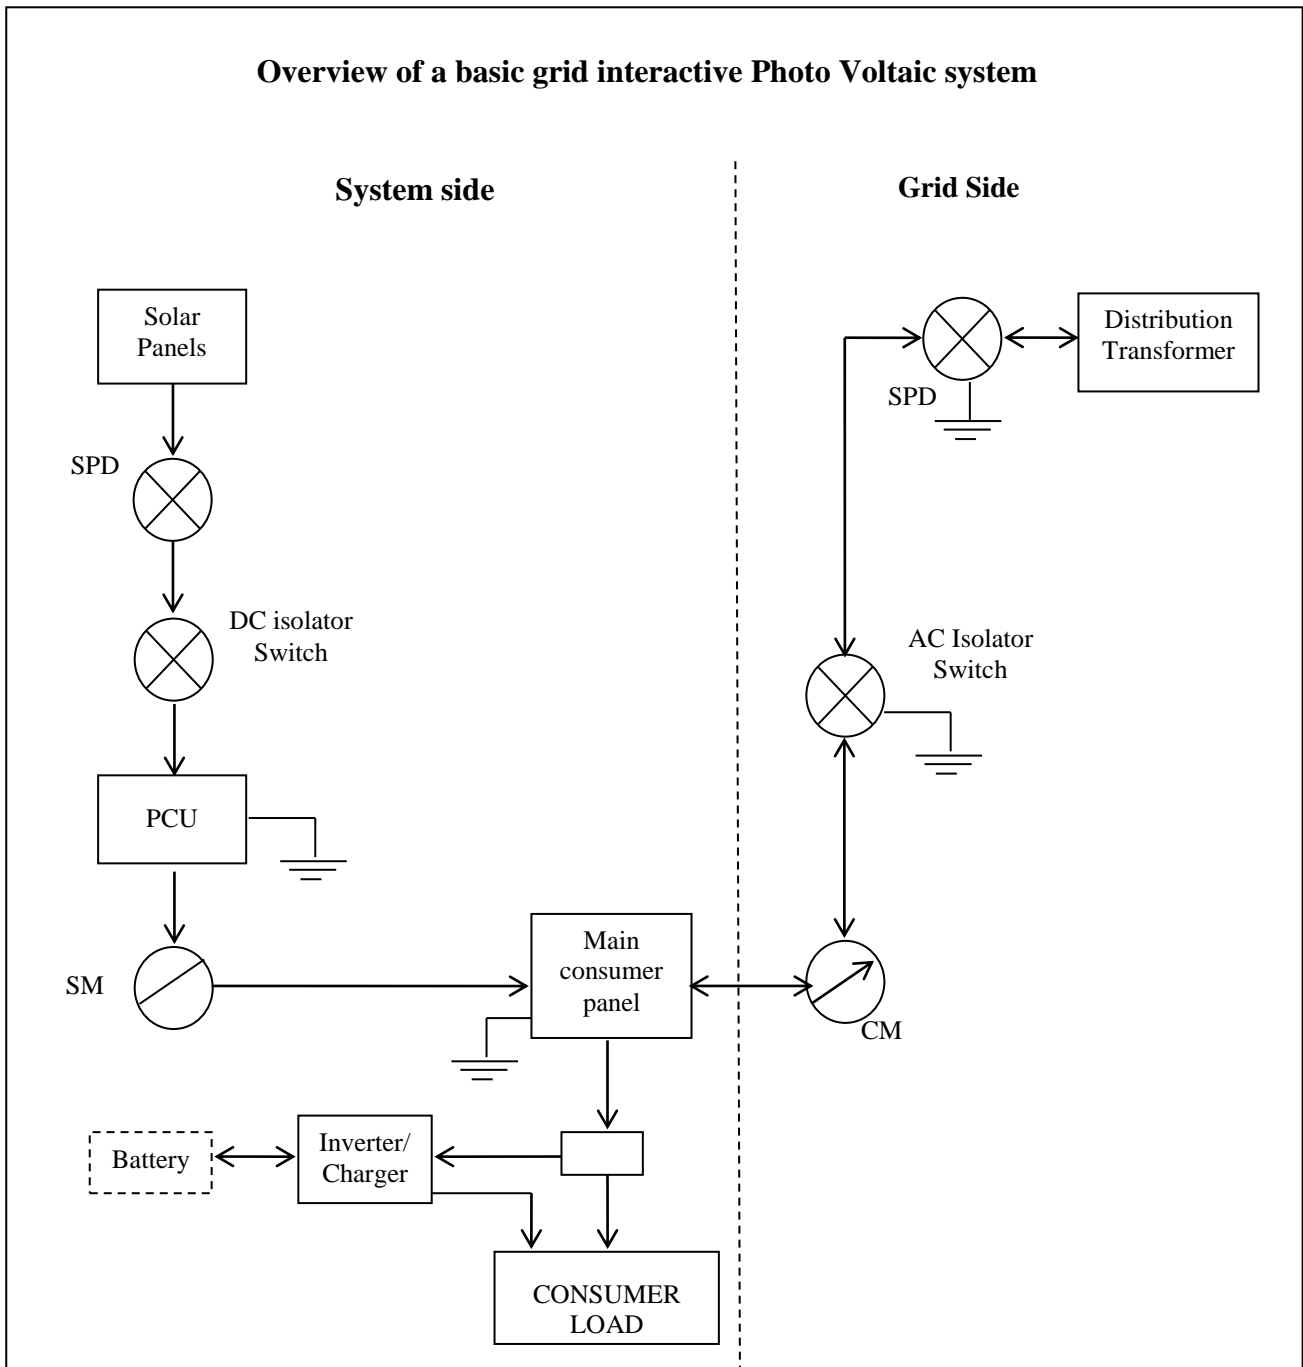 Overview of a basic grid interactive Photo Voltaic system
System side
Grid Side
Solar
Panels
SPD
DC isolator
Switch
PCU
SM
Main
consumer
panel
Battery
Inverter/
Charger
CONSUMER
LOAD
Distribution
Transformer
SPD
AC Isolator
Switch
CM